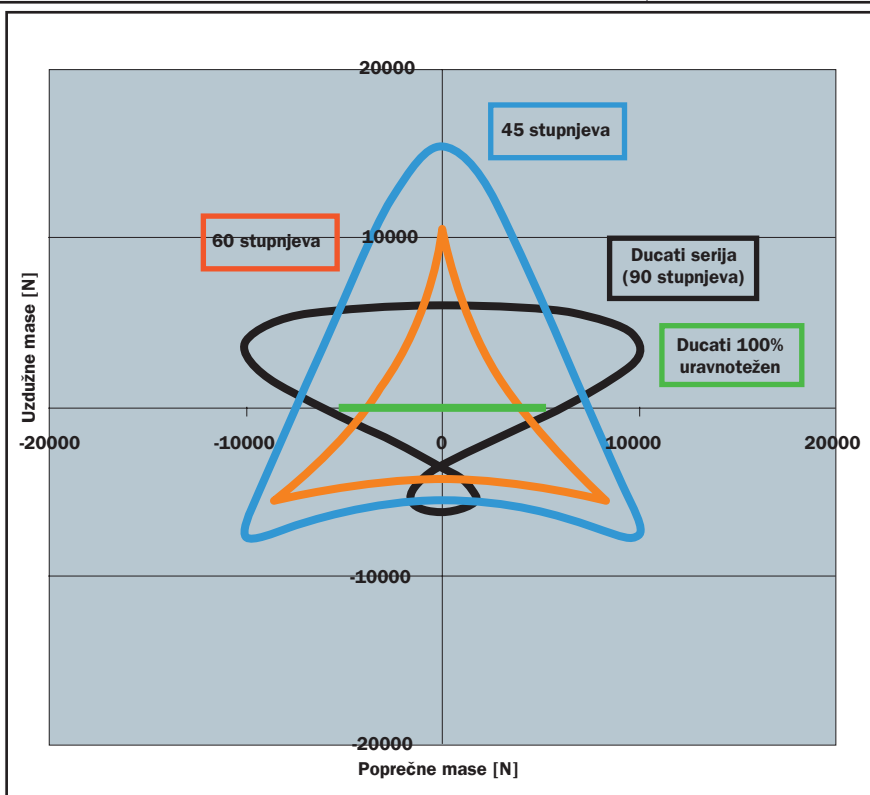 20000
45 stupnjeva
60 stupnjeva
10000
Ducati serija
(90 stupnjeva)
Ducati 100%
uravnotežen
Uzdužne mase [N]
-20000
-10000
0
10000
20000
-10000
-20000
Poprečne mase [N]